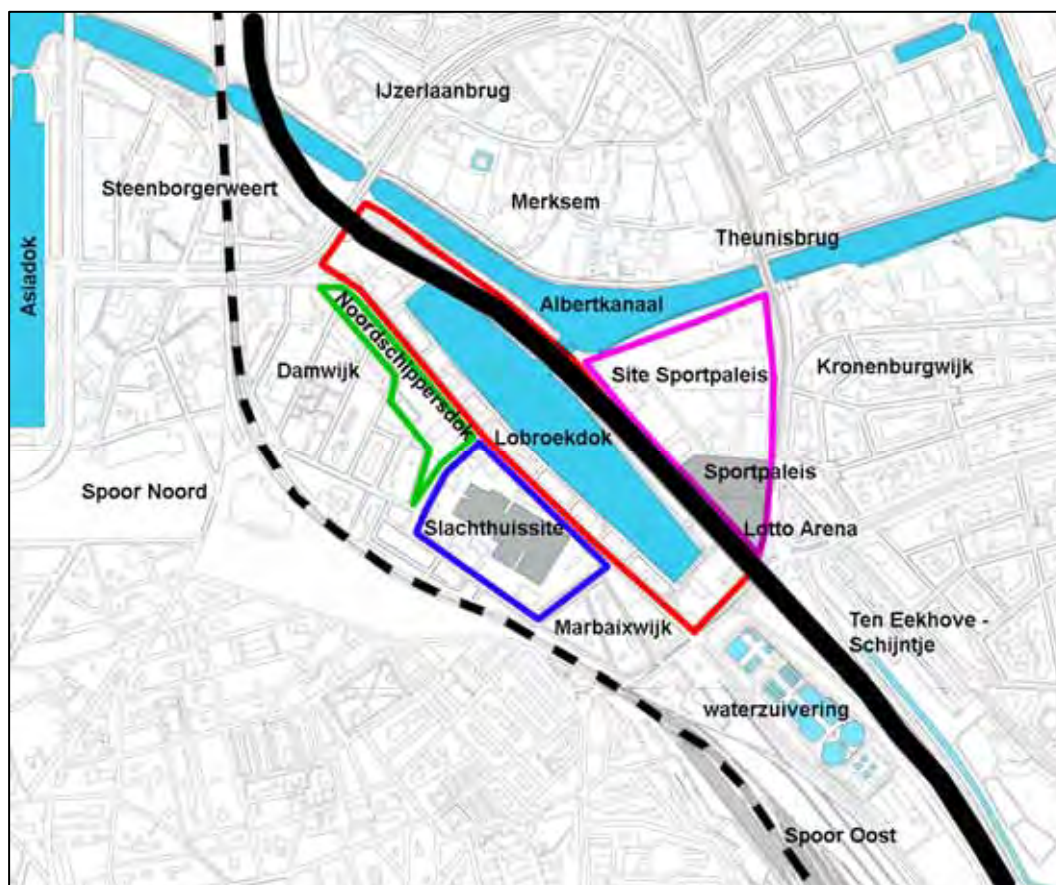 IJzerlaanbrug
Steenborgerweert
Merksem
Theunisbrug
Asiadok
Albertkanaal
Noordschippersdok
Damwijk
Site Sportpaleis
Kronenburgwijk
Lobroekdok
Sportpaleis
Spoor Noord
Slachthuissite
Lotto Arena
Marbaixwijk
Ten Eekhove -
Schijntje
waterzuivering
Spoor Oost